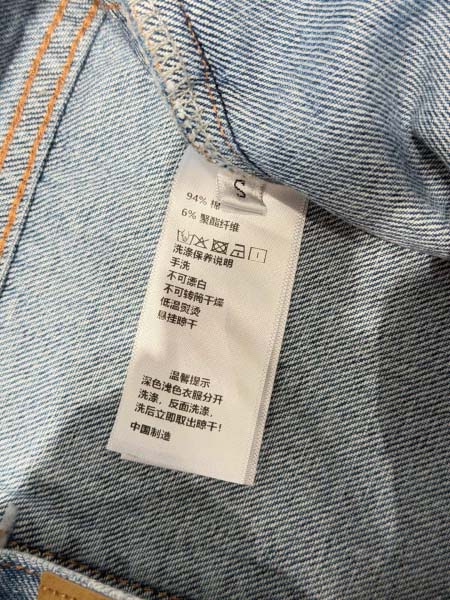 S
94% 棉
6% 聚酯纤维
洗涤保养说明
手洗
不可漂白
不可转筒干燥
低温熨烫
悬挂晾干
温馨提示
深色浅色衣服分开
洗涤，反面洗涤，
洗后立即取出晾干！
中国制造